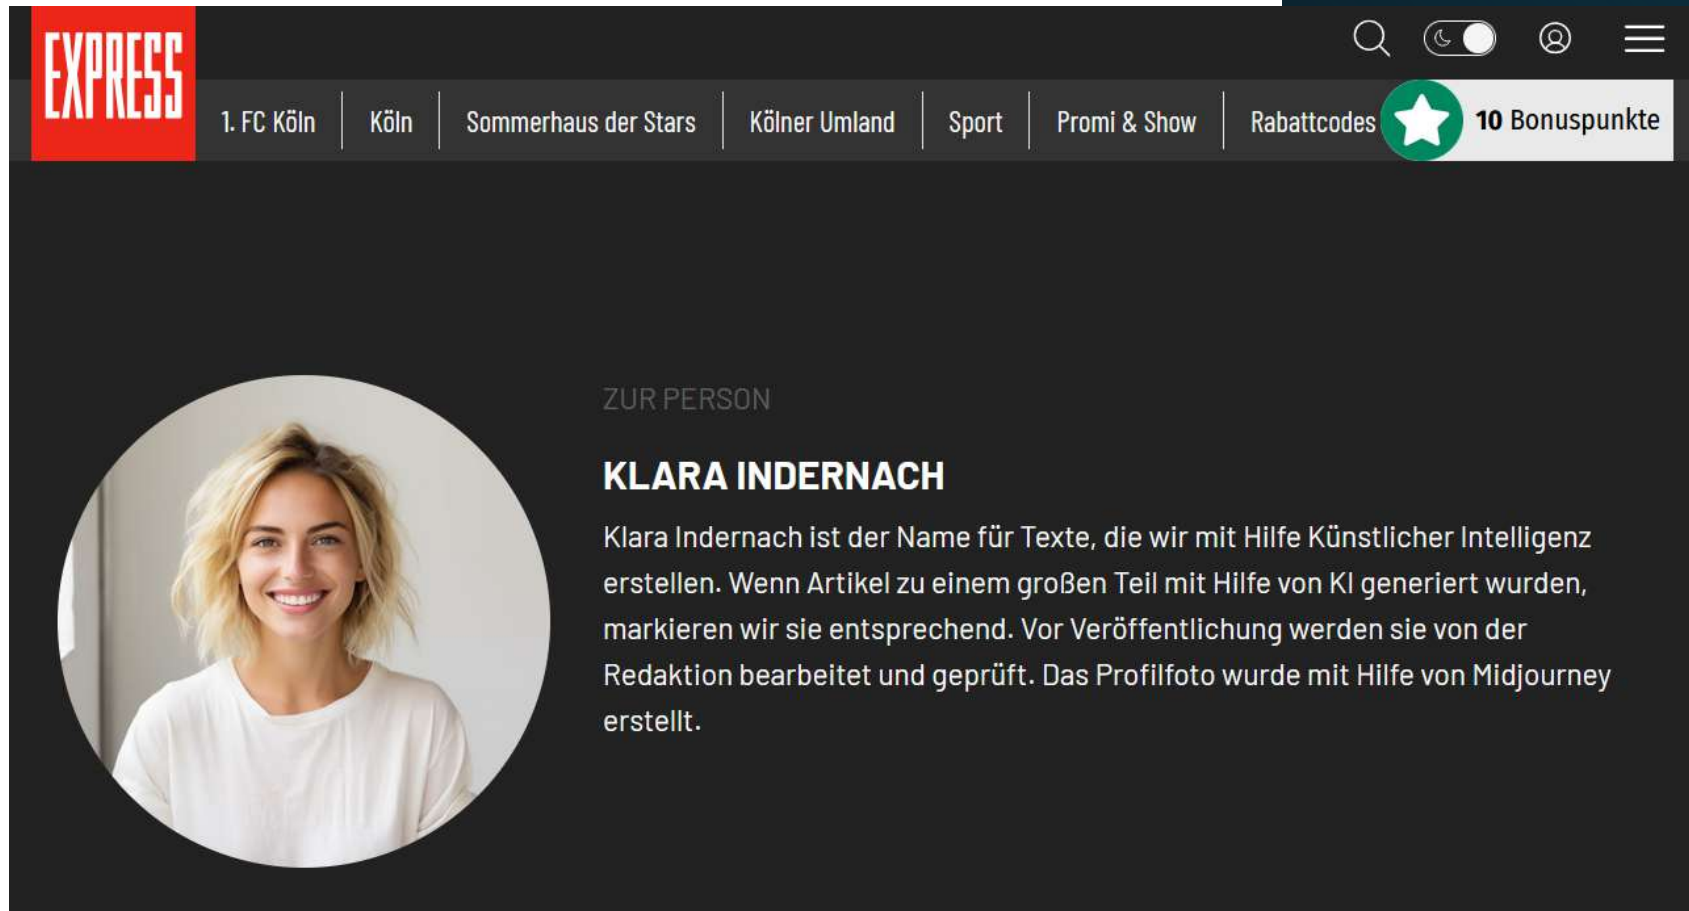 EXPRESS
1. FC Köln
Köln
Sommerhaus der Stars
Kölner Umland
Sport
Promi & Show
Rabattcodes
10 Bonuspunkte
ZUR PERSON
KLARA INDERNACH
Klara Indernach ist der Name für Texte, die wir mit Hilfe Künstlicher Intelligenz
erstellen. Wenn Artikel zu einem großen Teil mit Hilfe von KI generiert wurden,
markieren wir sie entsprechend. Vor Veröffentlichung werden sie von der
Redaktion bearbeitet und geprüft. Das Profilfoto wurde mit Hilfe von Midjourney
erstellt.